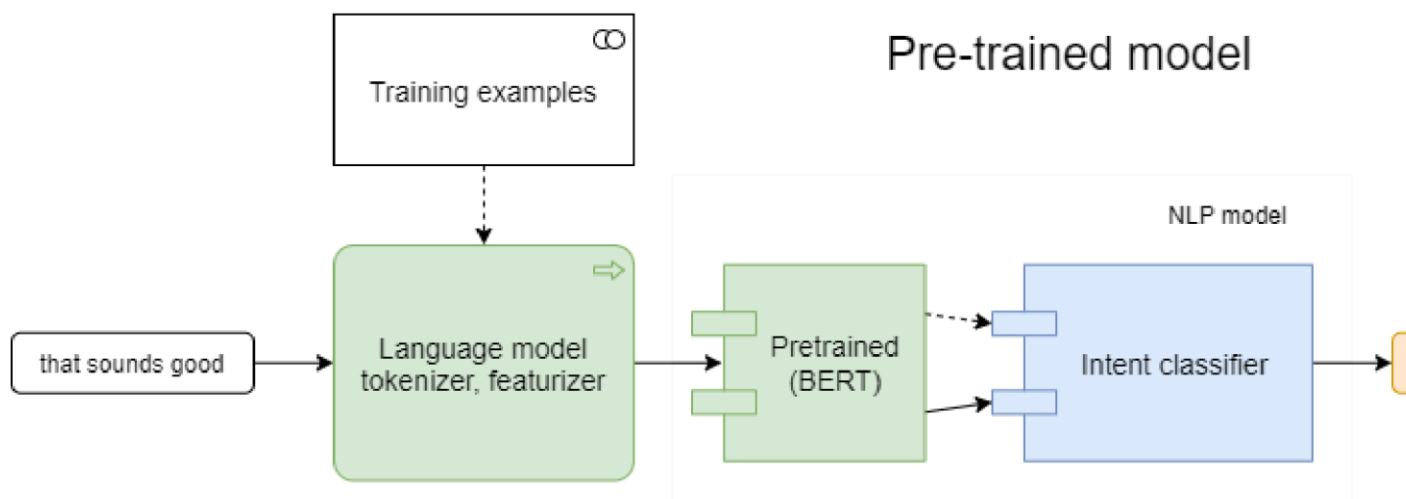 Pre-trained model
Training examples
NLP model
that sounds good
Language model
tokenizer, featurizer
Pretrained
(BERT)
Intent classifier